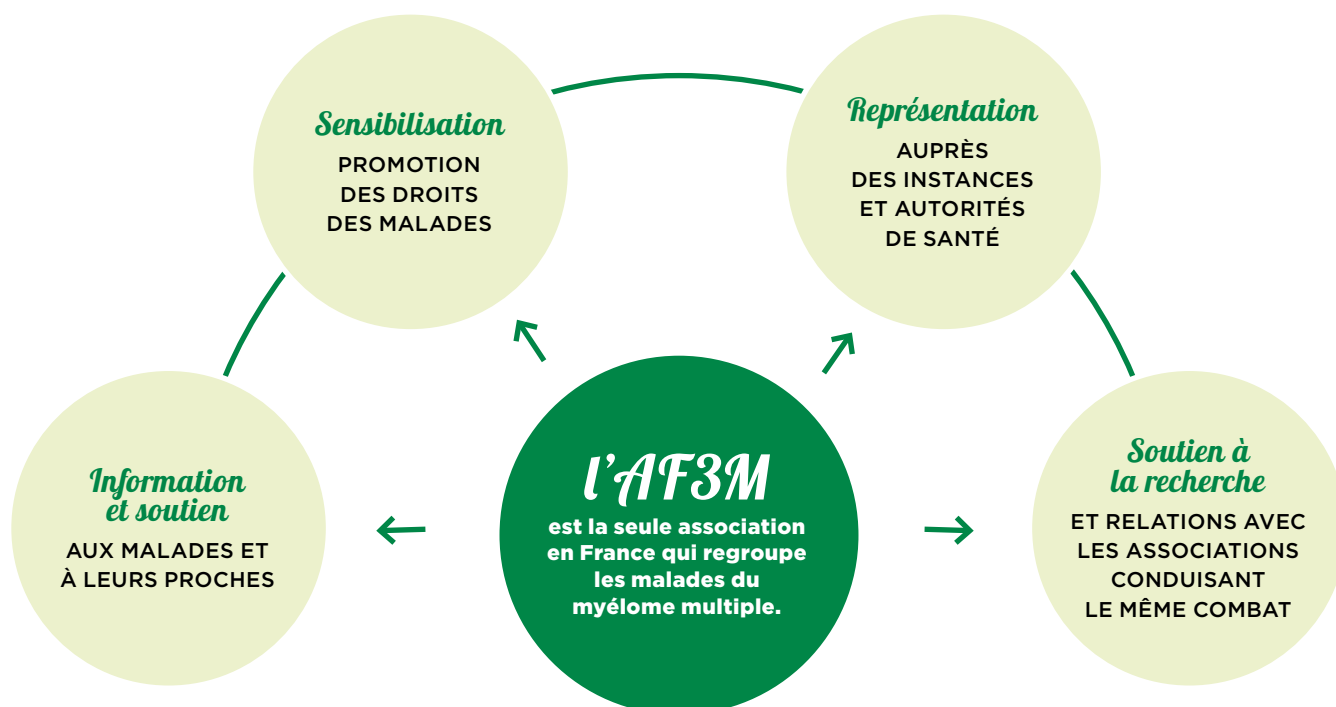 Sensibilisation
PROMOTION
DES DROITS
DES MALADES
Représentation
AUPRÈS
DES INSTANCES
ET AUTORITÉS
DE SANTÉ
Information
et soutien
AUX MALADES ET
À LEURS PROCHES
l'AF3M
est la seule association
en France qui regroupe
les malades du
myélome multiple.
Soutien à
la recherche
ET RELATIONS AVEC
LES ASSOCIATIONS
CONDUISANT
LE MÊME COMBAT